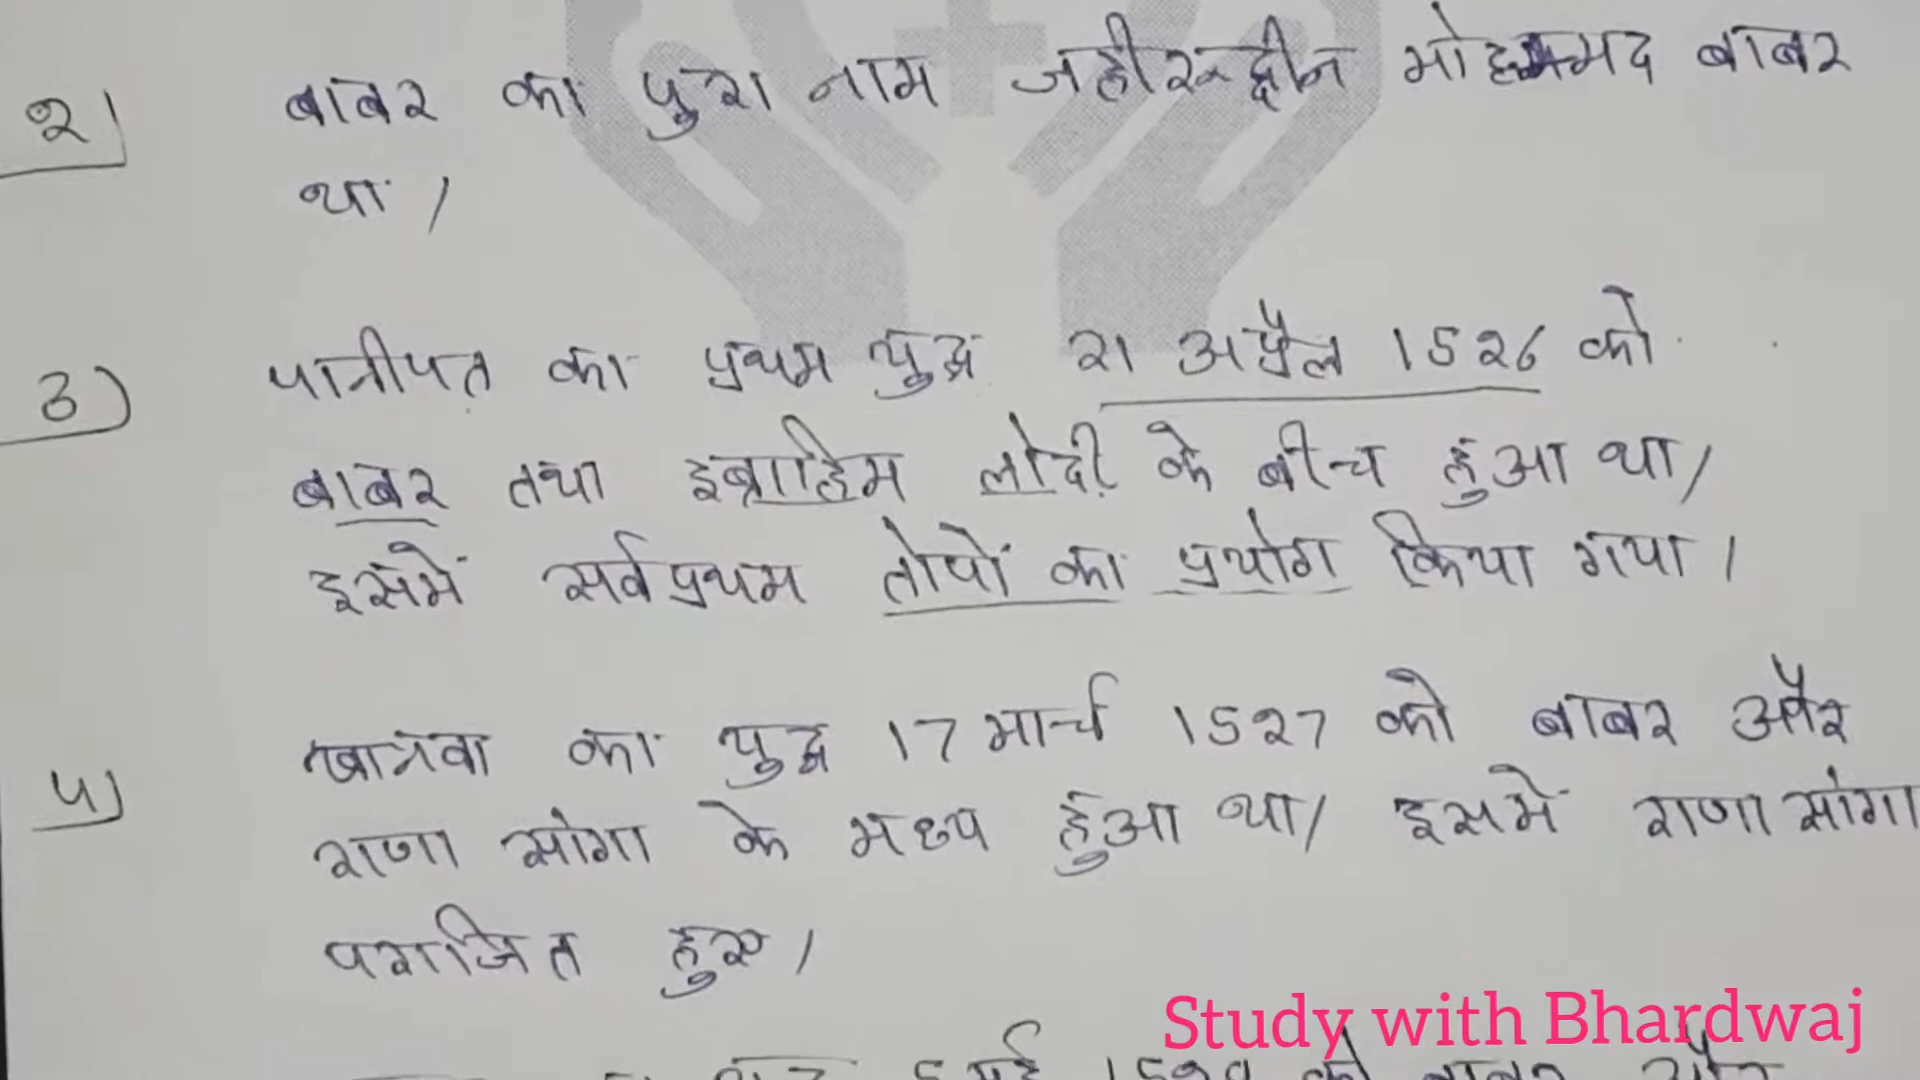 2) बाबर का पुरा नाम जहीरूद्दीन मोहम्मद बाबर
था /
3) पानीपत का प्रथम युद्ध 21 अप्रैल 1526 को
बाबर तथा इब्राहिम लोदी के बीच हुआ था /
इसमें सर्वप्रथम तोपों का प्रयोग किया गया /
4) खानवा का युद्ध 17 मार्च 1527 को बाबर और
राणा सांगा के मध्य हुआ था / इसमें राणा सांगा
पराजित हुए /
Study with Bhardwaj